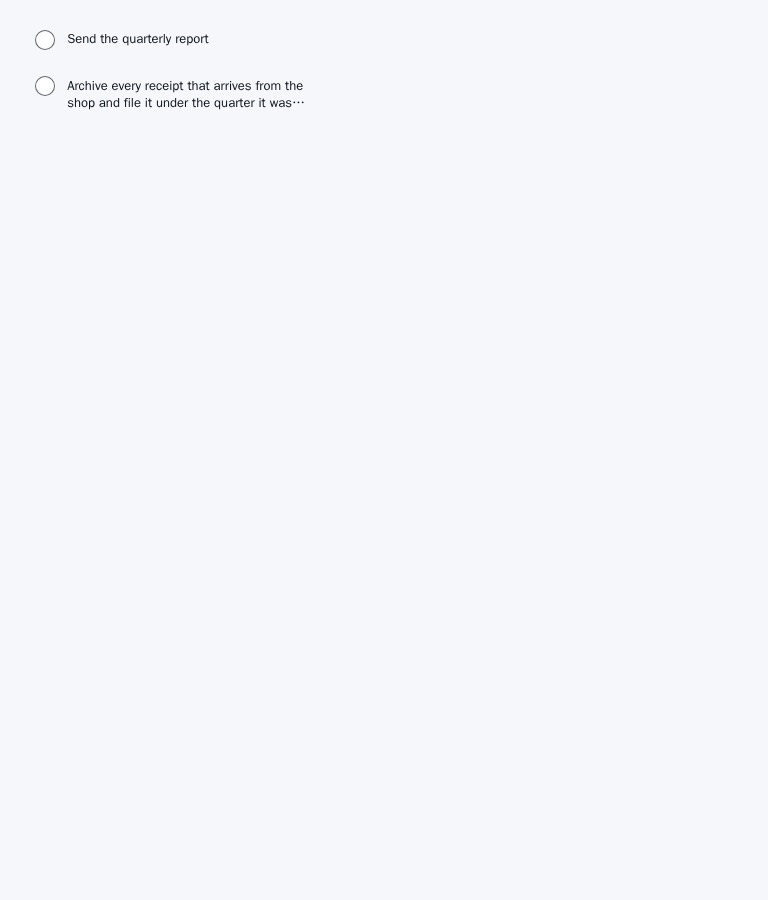 Send the quarterly report
Archive every receipt that arrives from the
shop and file it under the quarter it was⋯